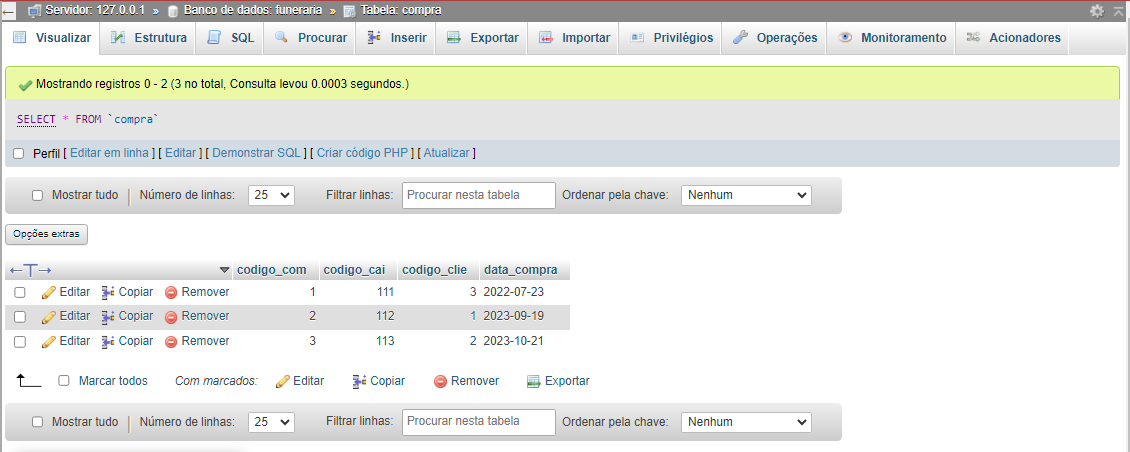 Servidor: 127.0.0.1 » Banco de dados: funeraria » Tabela: compra
Visualizar Estrutura SQL Procurar Inserir Exportar Importar Privilégios Operações Monitoramento Acionadores
Mostrando registros 0 - 2 (3 no total, Consulta levou 0.0003 segundos.)
SELECT * FROM `compra`
Perfil [ Editar em linha ] [ Editar ] [ Demonstrar SQL ] [ Criar código PHP ] [ Atualizar ]
Mostrar tudo | Número de linhas: 25 Filtrar linhas: Procurar nesta tabela Ordenar pela chave: Nenhum
Opções extras
←T→ codigo_com codigo_cai codigo_clie data_compra
Editar Copiar Remover 1 111 3 2022-07-23
Editar Copiar Remover 2 112 1 2023-09-19
Editar Copiar Remover 3 113 2 2023-10-21
Marcar todos Com marcados: Editar Copiar Remover Exportar
Mostrar tudo | Número de linhas: 25 Filtrar linhas: Procurar nesta tabela Ordenar pela chave: Nenhum